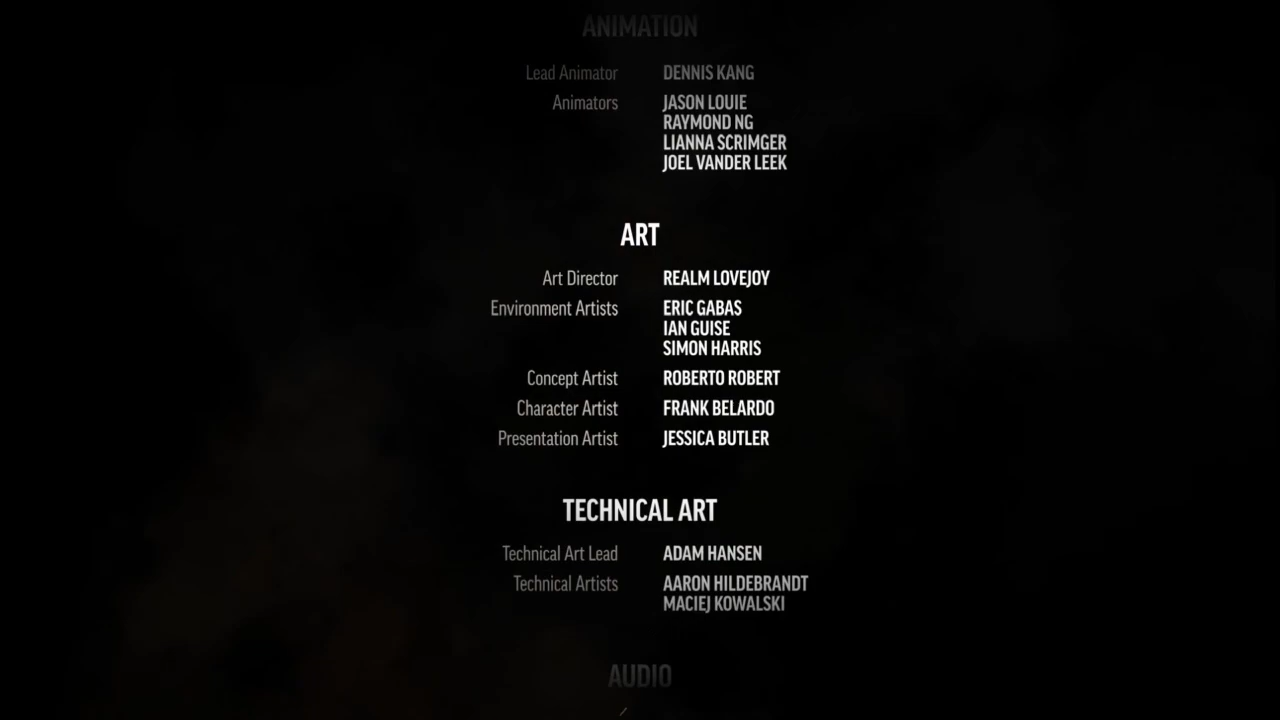 ANIMATION
Lead Animator DENNIS KANG
Animators JASON LOUIE
RAYMOND NG
LIANNA SCRIMGER
JOEL VANDER LEEK
ART
Art Director REALM LOVEJOY
Environment Artists ERIC GABAS
IAN GUISE
SIMON HARRIS
Concept Artist ROBERTO ROBERT
Character Artist FRANK BELARDO
Presentation Artist JESSICA BUTLER
TECHNICAL ART
Technical Art Lead ADAM HANSEN
Technical Artists AARON HILDEBRANDT
MACIEJ KOWALSKI
AUDIO